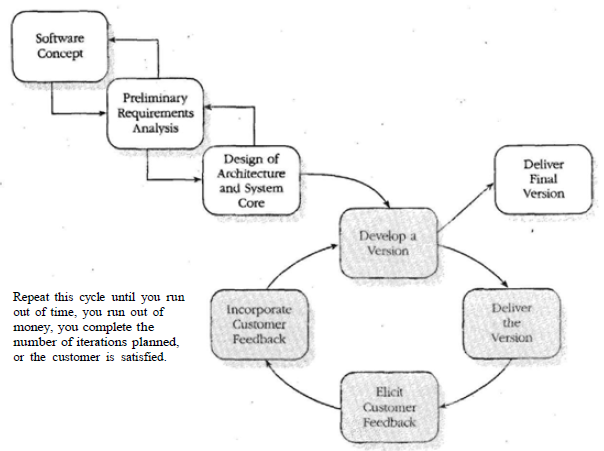 Software
Concept
Preliminary
Requirements
Analysis
Design of
Architecture
and System
Core
Deliver
Final
Version
Develop a
Version
Repeat this cycle until you run
out of time, you run out of
money, you complete the
number of iterations planned,
or the customer is satisfied.
Incorporate
Customer
Feedback
Deliver
the
Version
Elicit
Customer
Feedback